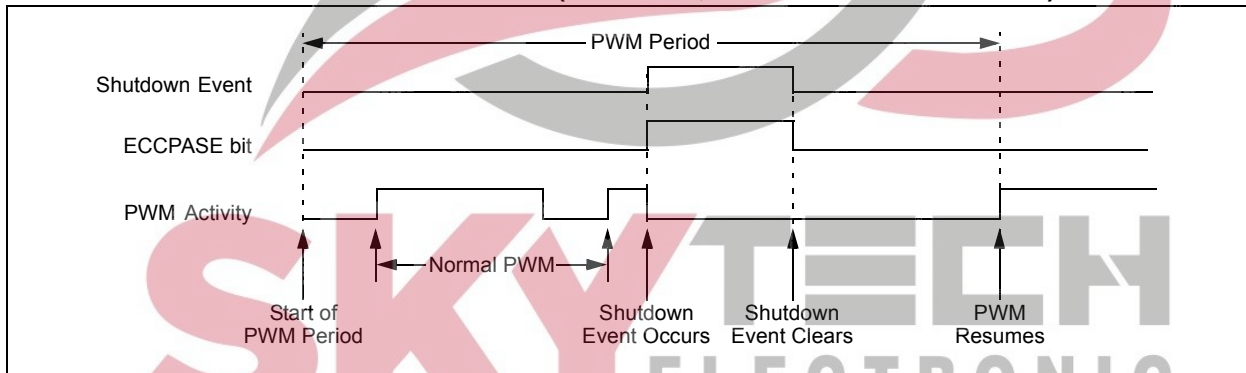 PWM Period
Shutdown Event
ECCPASE bit
PWM Activity
Normal PWM
Start of
PWM Period
Shutdown
Event Occurs
Shutdown
Event Clears
PWM
Resumes
SKYTECH
ELECTRONIC